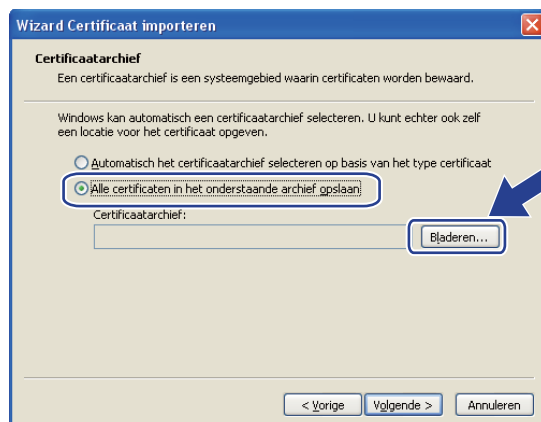 Wizard Certificaat importeren
Certificaatarchief
Een certificaatarchief is een systeemgebied waarin certificaten worden bewaard.
Windows kan automatisch een certificaatarchief selecteren. U kunt echter ook zelf
een locatie voor het certificaat opgeven.
Automatisch het certificaatarchief selecteren op basis van het type certificaat
Alle certificaten in het onderstaande archief opslaan
Certificaatarchief:
Bladeren...
< Vorige
Volgende >
Annuleren